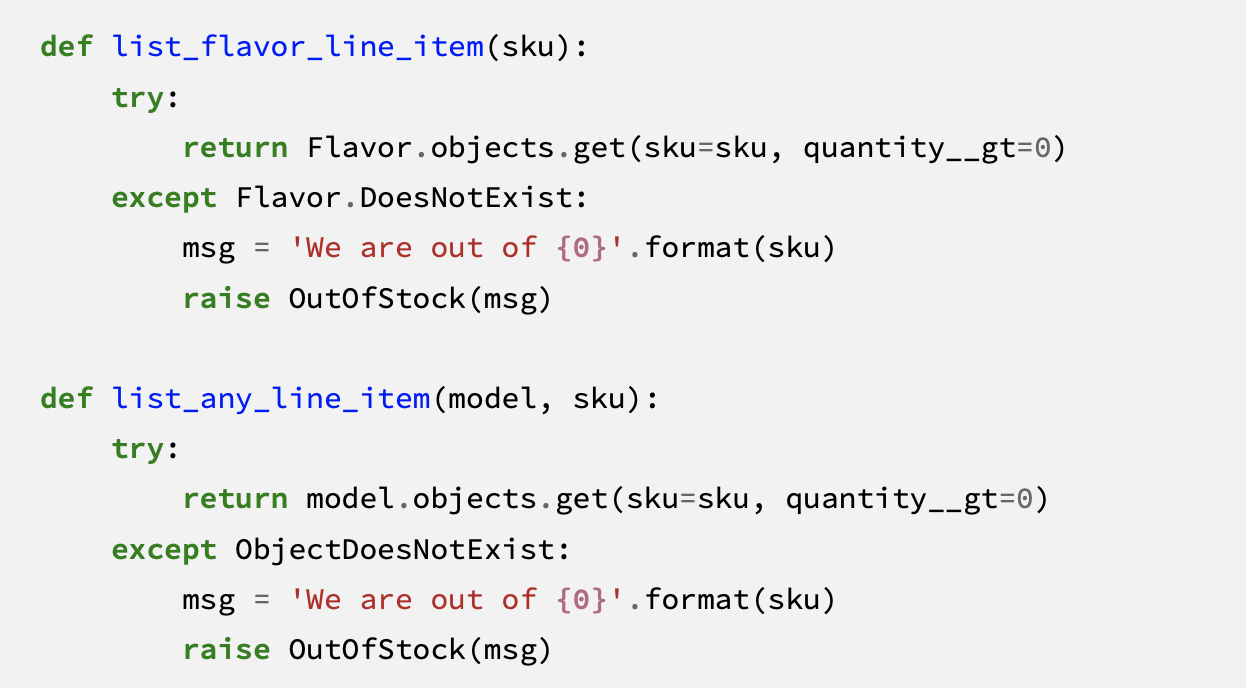 def list_flavor_line_item(sku):
    try:
        return Flavor.objects.get(sku=sku, quantity__gt=0)
    except Flavor.DoesNotExist:
        msg = 'We are out of {0}'.format(sku)
        raise OutOfStock(msg)

def list_any_line_item(model, sku):
    try:
        return model.objects.get(sku=sku, quantity__gt=0)
    except ObjectDoesNotExist:
        msg = 'We are out of {0}'.format(sku)
        raise OutOfStock(msg)